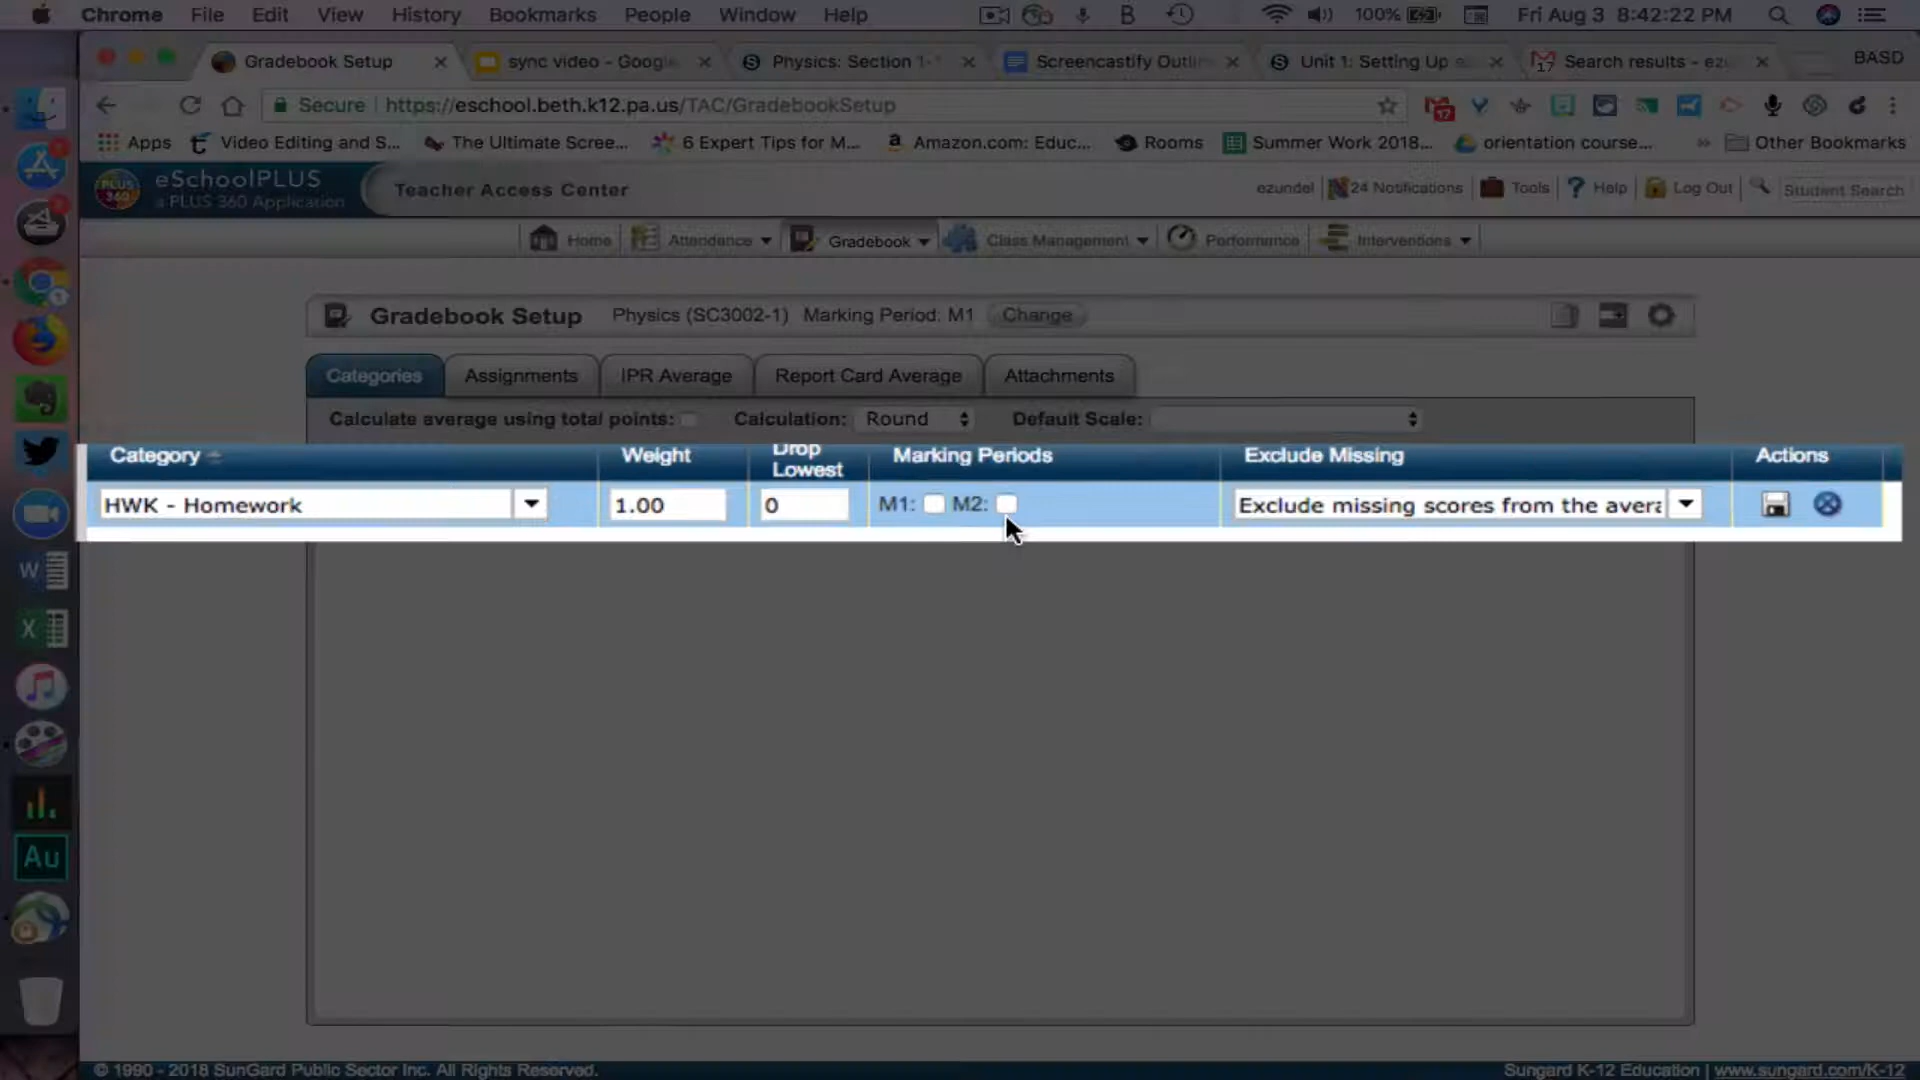 Chrome File Edit View History Bookmarks People Window Help 100% Fri Aug 3 8:42:22 PM
Gradebook Setup sync video - Google Physics: Section 1- Screencastify Outlin Unit 1: Setting Up Search results - ezu BASD
Secure https://eschool.beth.k12.pa.us/TAC/GradebookSetup 17
Apps Video Editing and S... The Ultimate Scree... 6 Expert Tips for M... Amazon.com: Educ... Rooms Summer Work 2018... orientation course... » Other Bookmarks
PLUS 360 eSchoolPLUS
a PLUS 360 Application
Teacher Access Center
ezundel 24 Notifications Tools Help Log Out Student Search
Home Attendance Gradebook Class Management Performance Interventions
Gradebook Setup Physics (SC3002-1) Marking Period: M1 Change
Categories Assignments IPR Average Report Card Average Attachments
Calculate average using total points: Calculation: Round Default Scale:
Category Weight Drop Lowest Marking Periods Exclude Missing Actions
HWK - Homework 1.00 0 M1: M2: Exclude missing scores from the avera
W
X
Au
© 1990 - 2018 SunGard Public Sector Inc. All Rights Reserved. Sungard K-12 Education | www.sungard.com/K-12